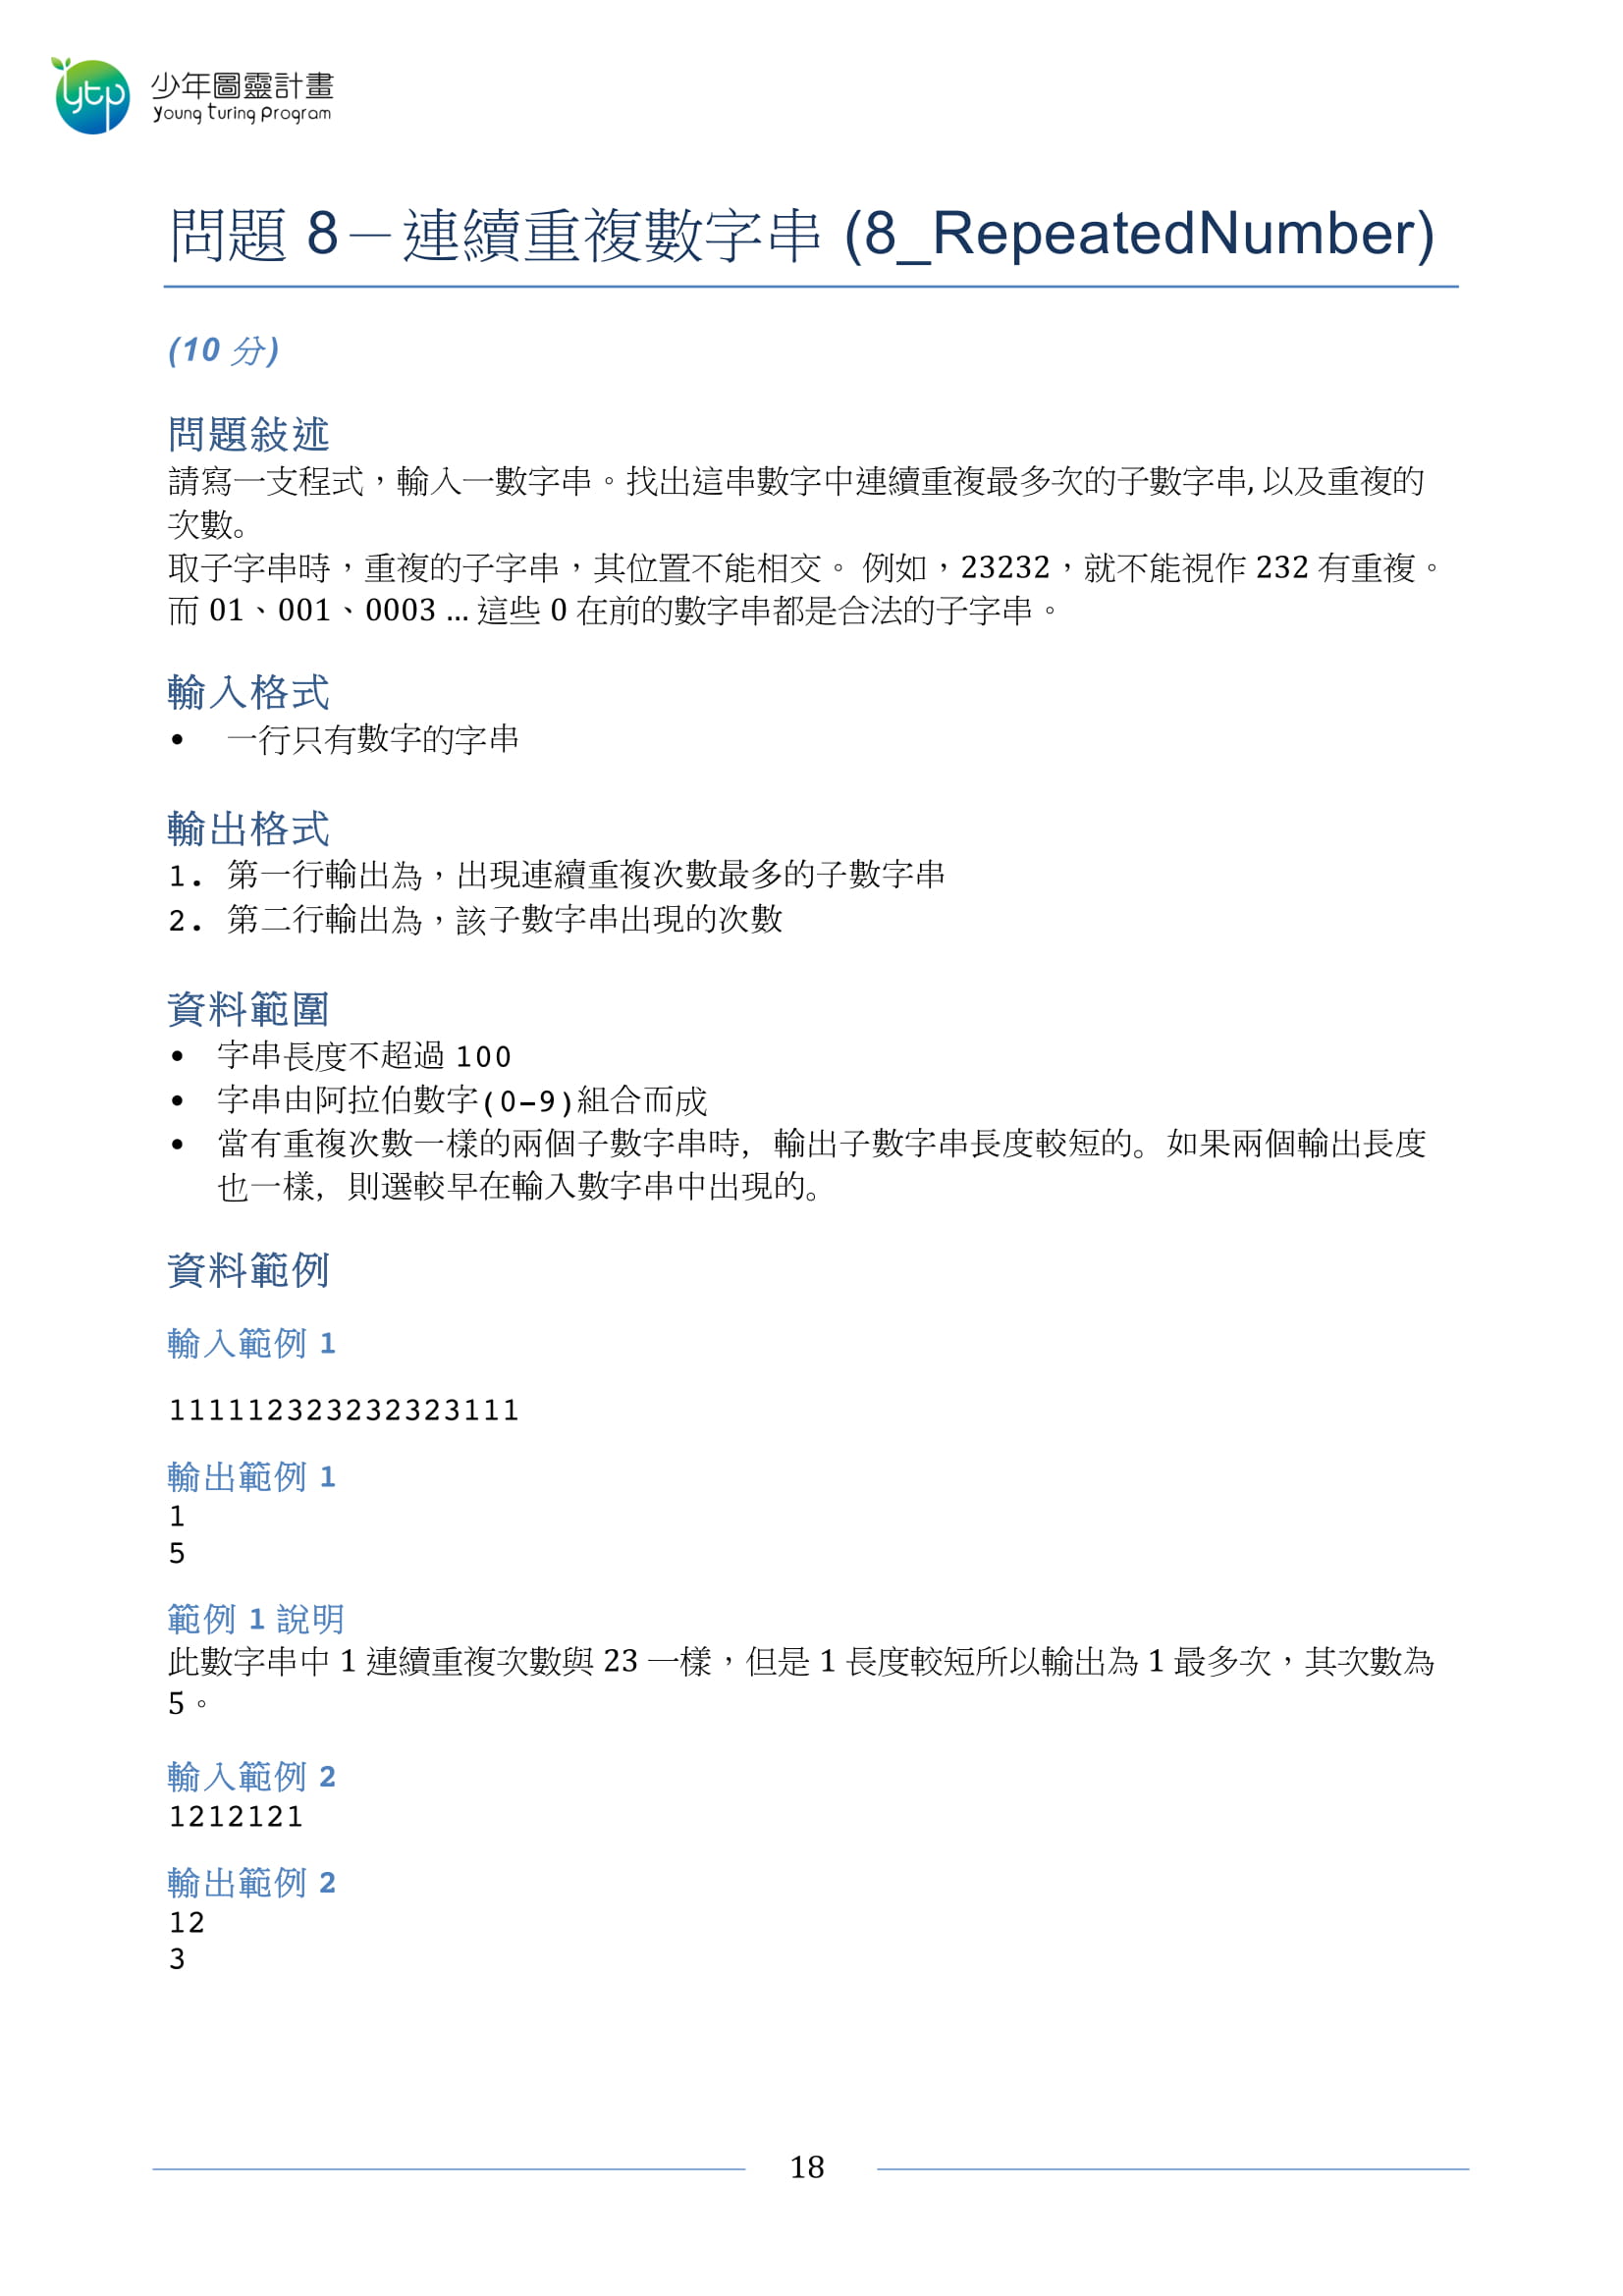 ytp 少年圖靈計畫
Young Turing Program
問題 8－連續重複數字串 (8_RepeatedNumber)
(10 分)
問題敍述
請寫一支程式，輸入一數字串。找出這串數字中連續重複最多次的子數字串, 以及重複的
次數。
取子字串時，重複的子字串，其位置不能相交。 例如，23232，就不能視作 232 有重複。
而 01、001、0003 ... 這些 0 在前的數字串都是合法的子字串。
輸入格式
• 一行只有數字的字串
輸出格式
1. 第一行輸出為，出現連續重複次數最多的子數字串
2. 第二行輸出為，該子數字串出現的次數
資料範圍
• 字串長度不超過 100
• 字串由阿拉伯數字(0–9)組合而成
• 當有重複次數一樣的兩個子數字串時，輸出子數字串長度較短的。如果兩個輸出長度
也一樣，則選較早在輸入數字串中出現的。
資料範例
輸入範例 1
111112323232323111
輸出範例 1
1
5
範例 1 說明
此數字串中 1 連續重複次數與 23 一樣，但是 1 長度較短所以輸出為 1 最多次，其次數為
5。
輸入範例 2
1212121
輸出範例 2
12
3
18